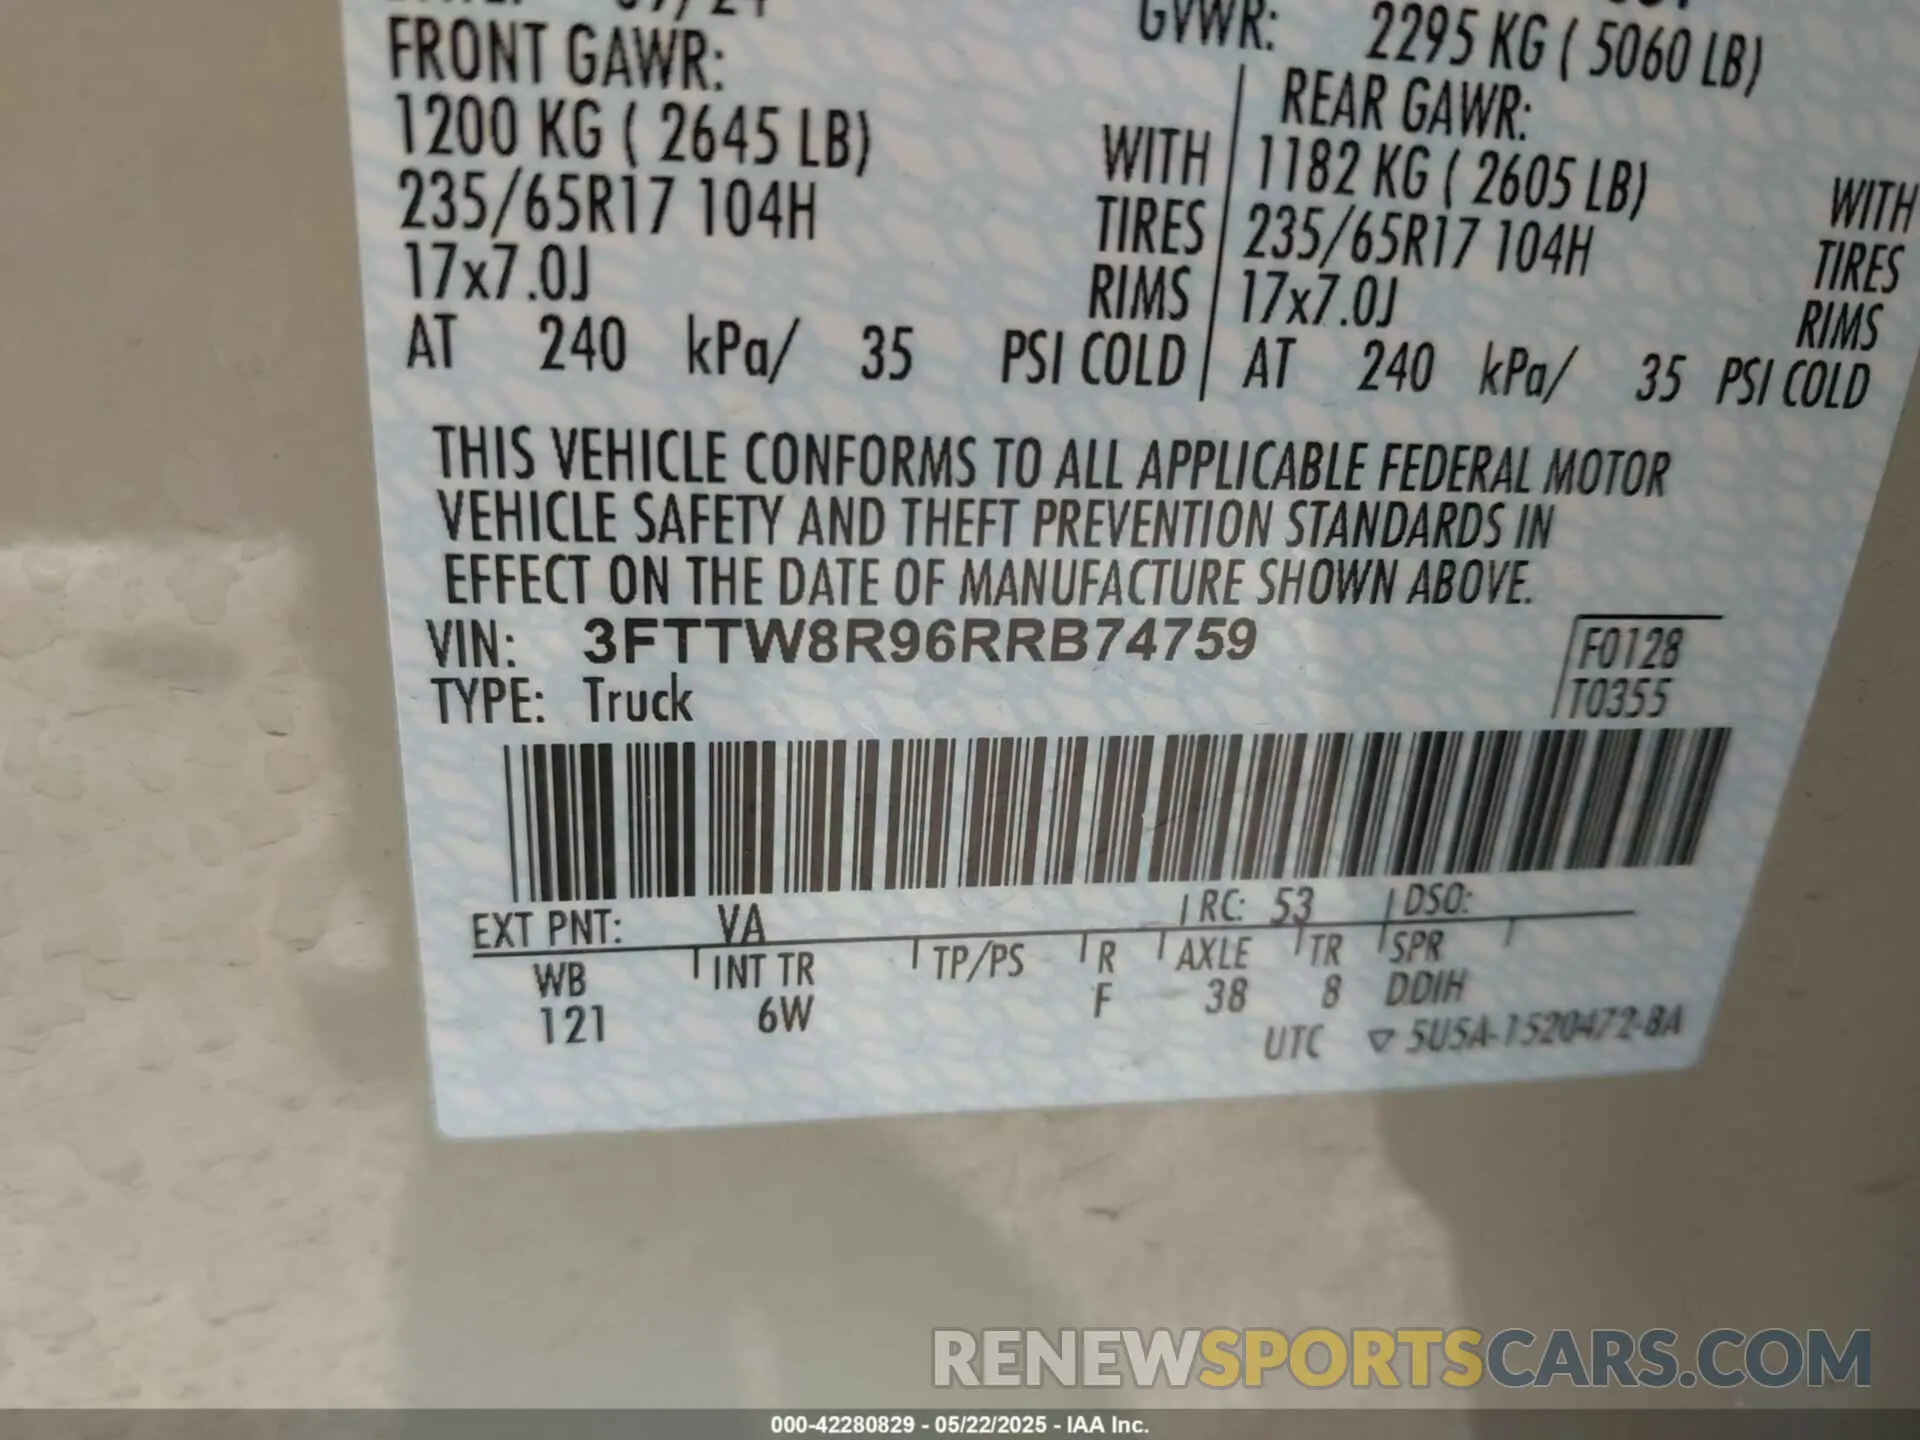 GVWR: 2295 KG ( 5060 LB)
FRONT GAWR: REAR GAWR:
1200 KG ( 2645 LB) WITH 1182 KG ( 2605 LB) WITH
235/65R17 104H TIRES 235/65R17 104H TIRES
17x7.0J RIMS 17x7.0J RIMS
AT 240 kPa/ 35 PSI COLD AT 240 kPa/ 35 PSI COLD
THIS VEHICLE CONFORMS TO ALL APPLICABLE FEDERAL MOTOR
VEHICLE SAFETY AND THEFT PREVENTION STANDARDS IN
EFFECT ON THE DATE OF MANUFACTURE SHOWN ABOVE.
VIN: 3FTTW8R96RRB74759 F0128
TYPE: Truck T0355
EXT PNT: VA RC: 53 DSO:
WB INT TR TP/PS R AXLE TR SPR
121 6W F 38 8 DDIH
UTC ▽ 5U5A-1520472-BA
RENEWSPORTSCARS.COM
000-42280829 - 05/22/2025 - IAA Inc.